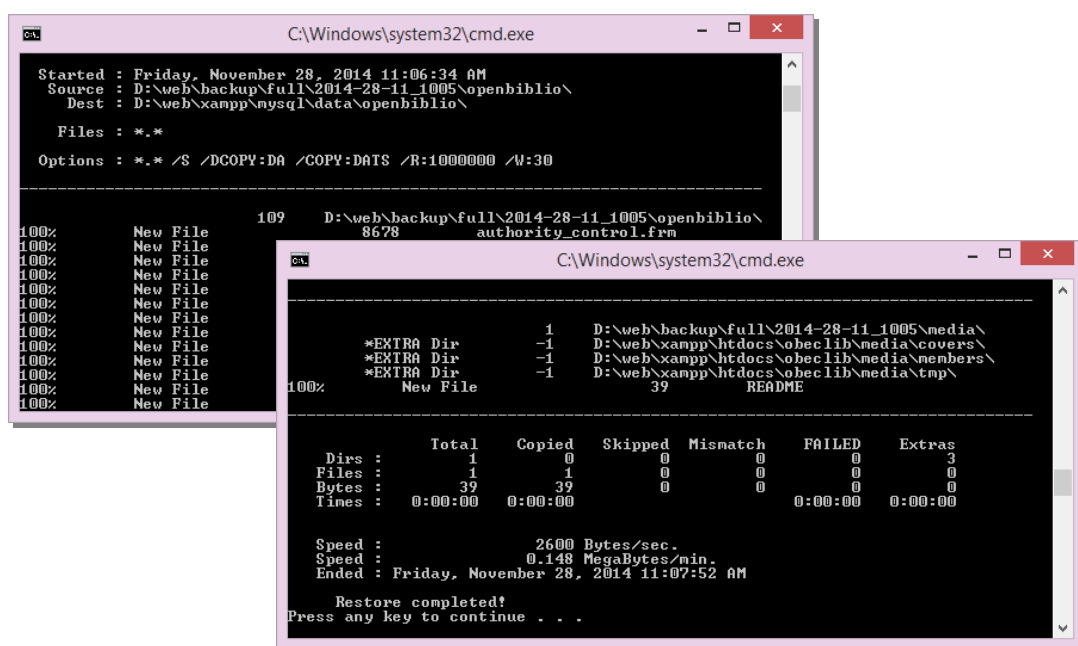 C:\Windows\system32\cmd.exe
Started : Friday, November 28, 2014 11:06:34 AM
Source : D:\web\backup\full\2014-28-11_1005\openbiblio\
Dest : D:\web\xampp\mysql\data\openbiblio\
Files : *.*
Options : *.* /S /DCOPY:DA /COPY:DATS /R:1000000 /W:30
109 D:\web\backup\full\2014-28-11_1005\openbiblio\
100% New File 8678 authority_control.frm
100% New File
100% New File
100% New File
100% New File
100% New File
100% New File
100% New File
100% New File
100% New File
100% New File
100% New File
100% New File
C:\Windows\system32\cmd.exe
1 D:\web\backup\full\2014-28-11_1005\media\
*EXTRA Dir -1 D:\web\xampp\htdocs\obeclib\media\covers\
*EXTRA Dir -1 D:\web\xampp\htdocs\obeclib\media\members\
*EXTRA Dir -1 D:\web\xampp\htdocs\obeclib\media\tmp\
100% New File 39 README
Total Copied Skipped Mismatch FAILED Extras
Dirs : 1 0 0 0 0 3
Files : 1 1 0 0 0 0
Bytes : 39 39 0 0 0 0
Times : 0:00:00 0:00:00 0:00:00 0:00:00
Speed : 2600 Bytes/sec.
Speed : 0.148 MegaBytes/min.
Ended : Friday, November 28, 2014 11:07:52 AM
Restore completed!
Press any key to continue . . .